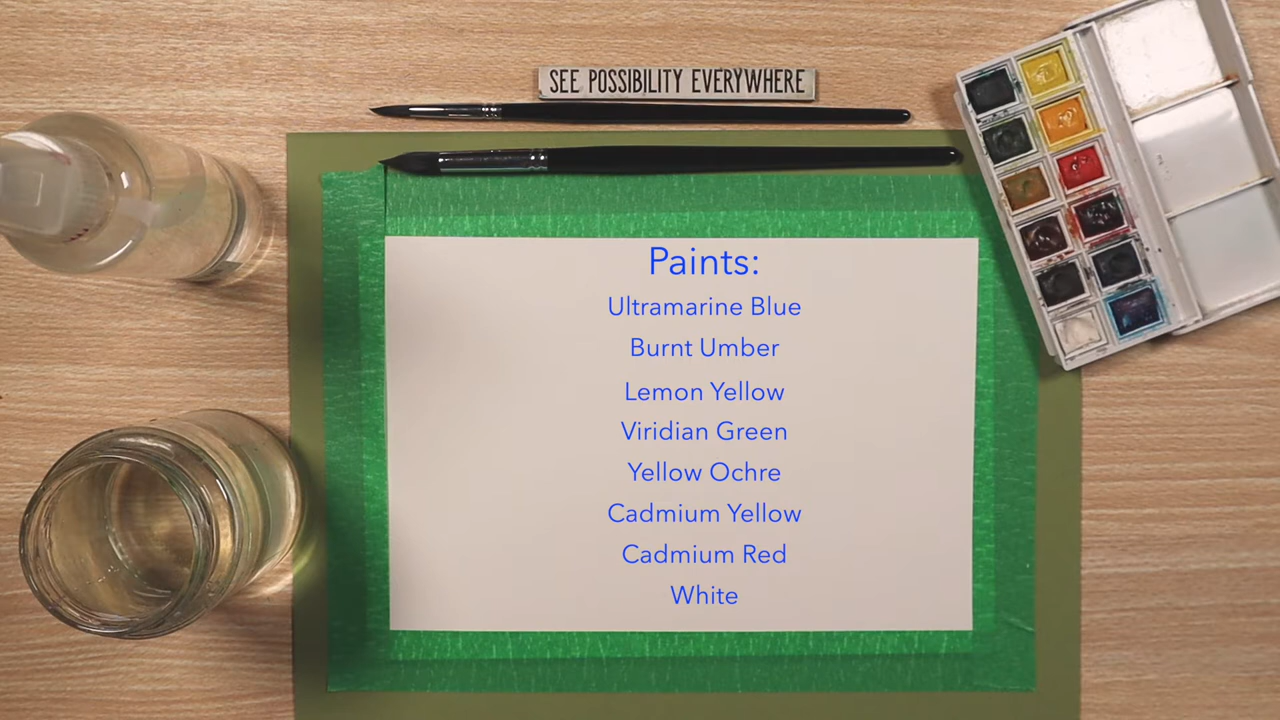 SEE POSSIBILITY EVERYWHERE
Paints:
Ultramarine Blue
Burnt Umber
Lemon Yellow
Viridian Green
Yellow Ochre
Cadmium Yellow
Cadmium Red
White